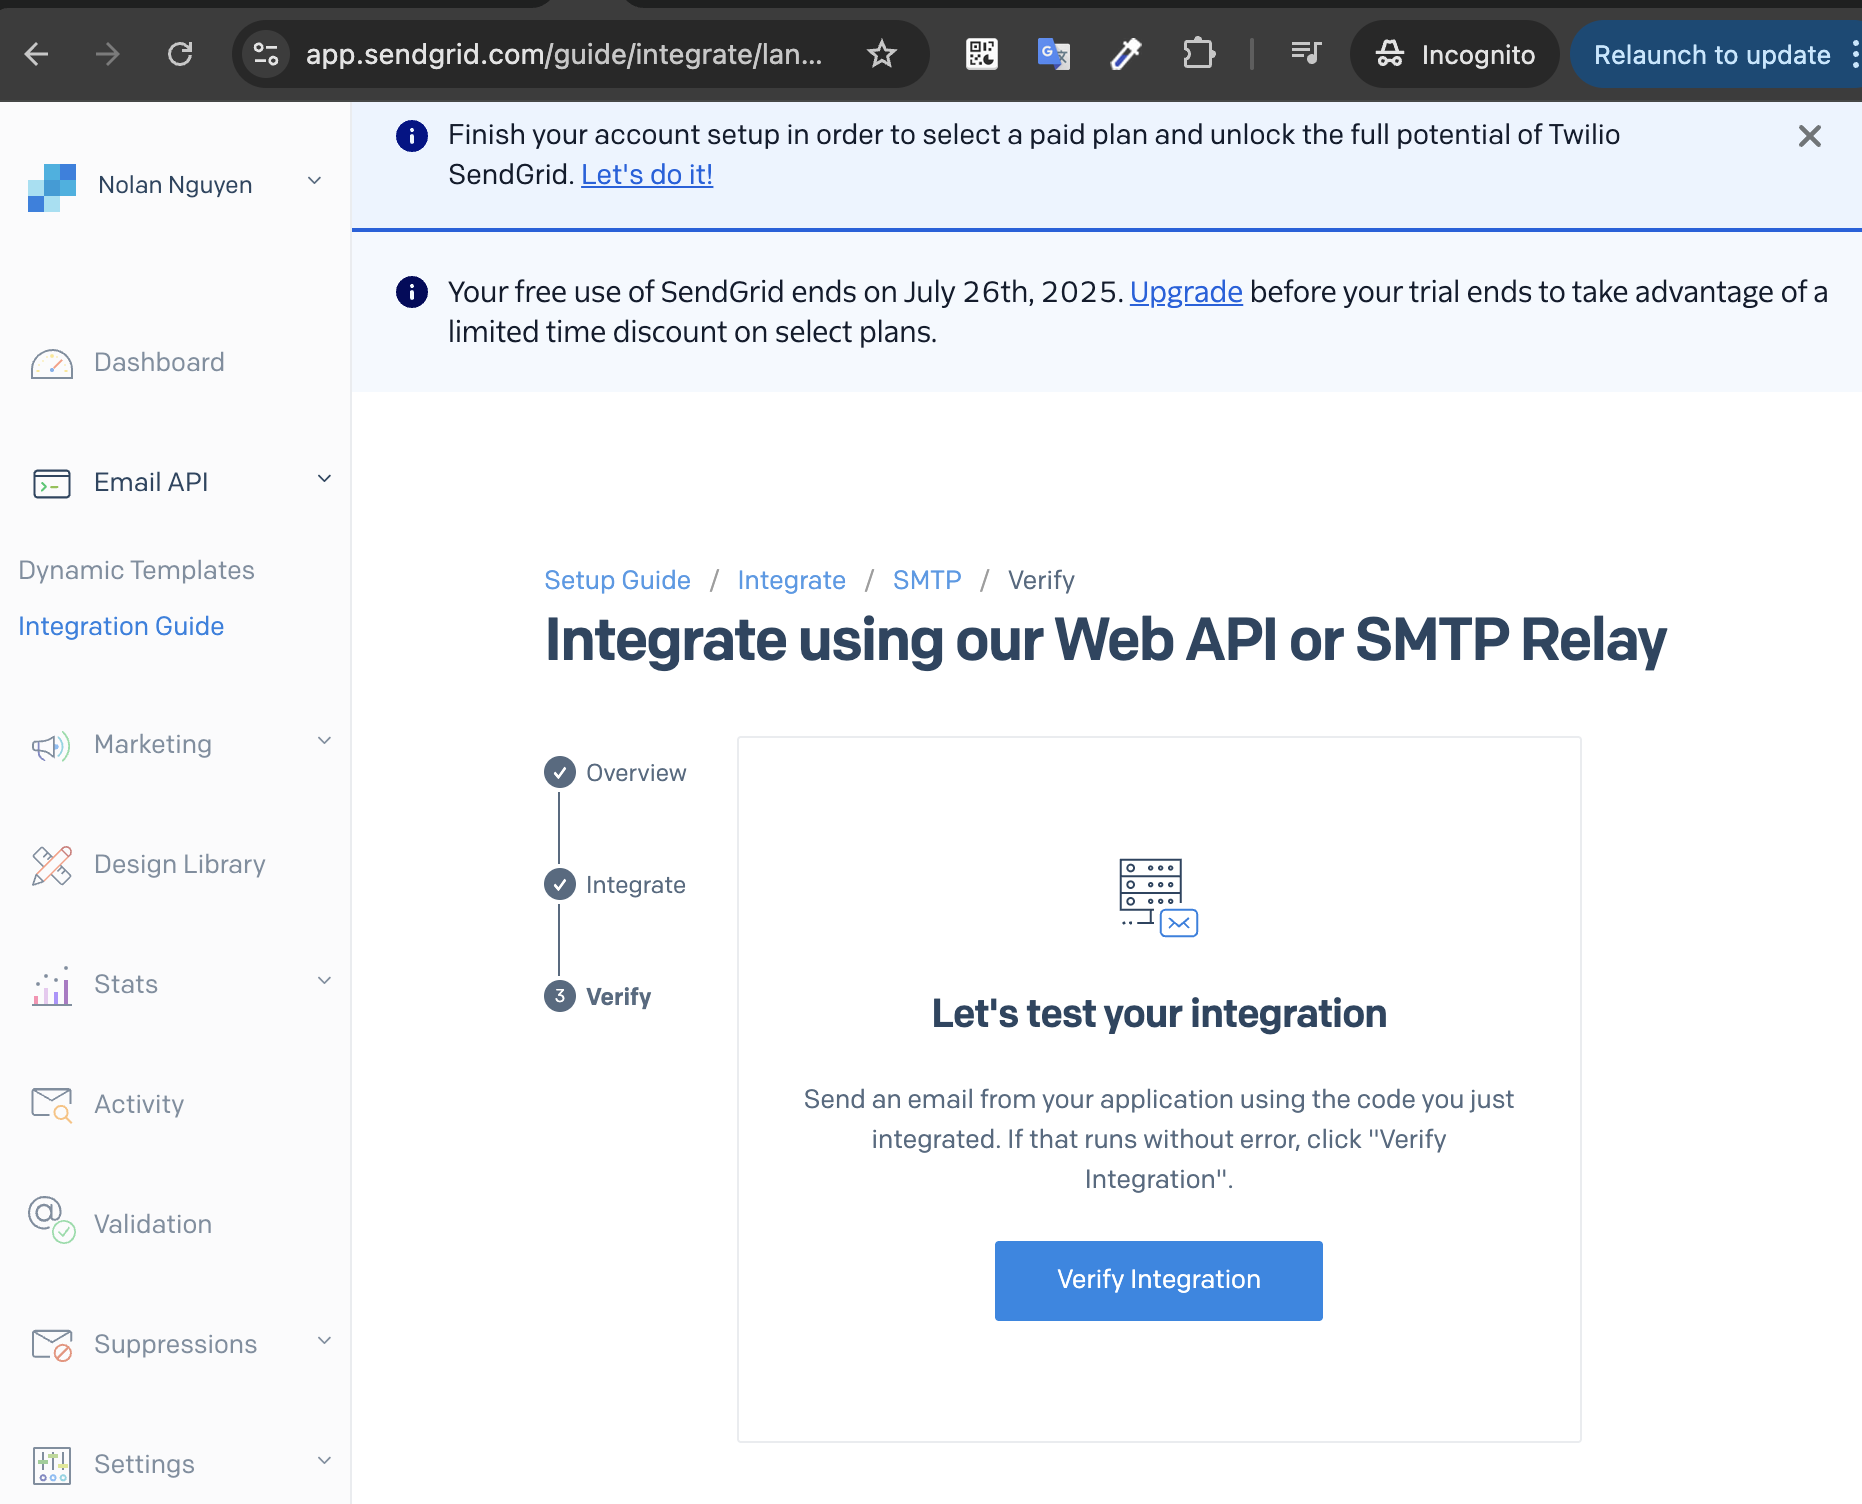 app.sendgrid.com/guide/integrate/lan...
Incognito
Relaunch to update
Nolan Nguyen
Dashboard
Email API
Dynamic Templates
Integration Guide
Marketing
Design Library
Stats
Activity
Validation
Suppressions
Settings
Finish your account setup in order to select a paid plan and unlock the full potential of Twilio
SendGrid. Let's do it!
Your free use of SendGrid ends on July 26th, 2025. Upgrade before your trial ends to take advantage of a
limited time discount on select plans.
Setup Guide / Integrate / SMTP / Verify
Integrate using our Web API or SMTP Relay
Overview
Integrate
3 Verify
Let's test your integration
Send an email from your application using the code you just
integrated. If that runs without error, click "Verify
Integration".
Verify Integration